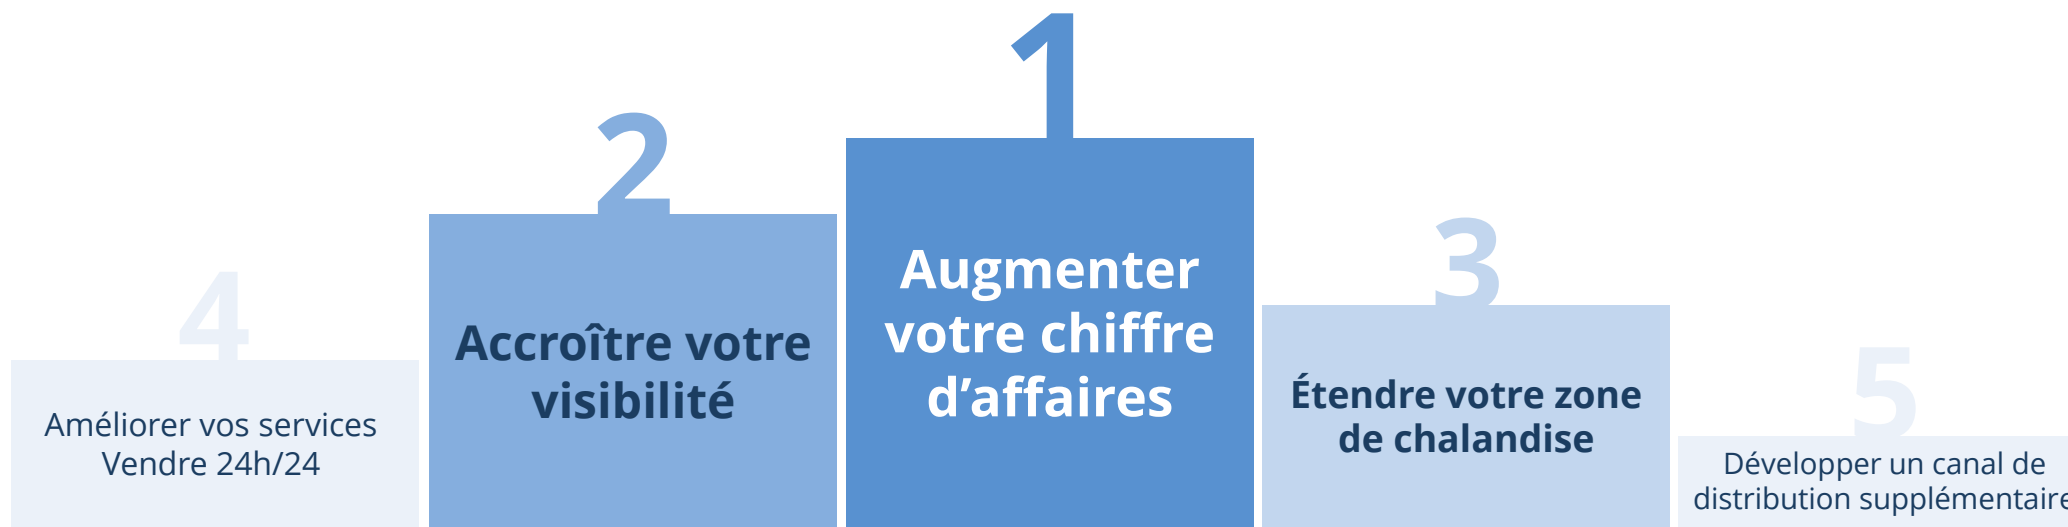 4
Améliorer vos services
Vendre 24h/24
2
Accroître votre
visibilité
1
Augmenter
votre chiffre
d’affaires
3
Étendre votre zone
de chalandise
5
Développer un canal de
distribution supplémentaire